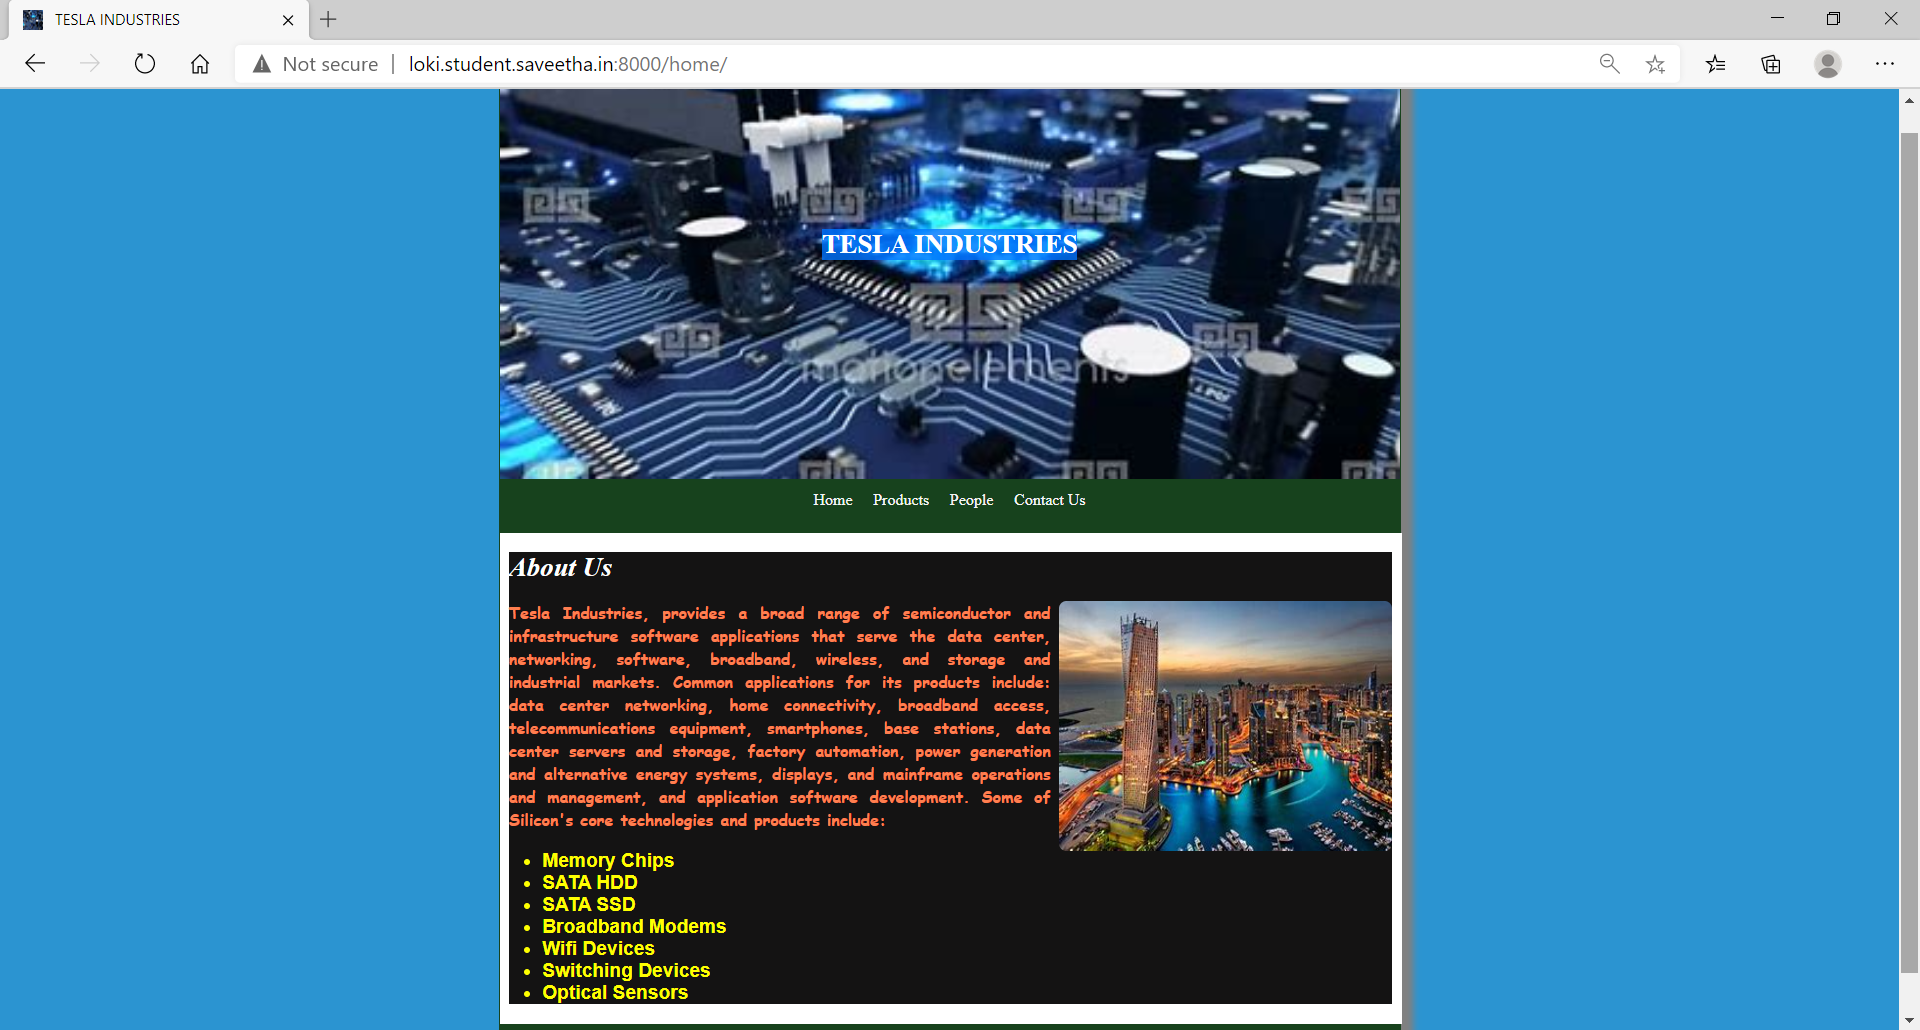 TESLA INDUSTRIES
Not secure | loki.student.saveetha.in:8000/home/
TESLA INDUSTRIES
motionelements
Home Products People Contact Us
About Us
Tesla Industries, provides a broad range of semiconductor and
infrastructure software applications that serve the data center,
networking, software, broadband, wireless, and storage and
industrial markets. Common applications for its products include:
data center networking, home connectivity, broadband access,
telecommunications equipment, smartphones, base stations, data
center servers and storage, factory automation, power generation
and alternative energy systems, displays, and mainframe operations
and management, and application software development. Some of
Silicon's core technologies and products include:
• Memory Chips
• SATA HDD
• SATA SSD
• Broadband Modems
• Wifi Devices
• Switching Devices
• Optical Sensors